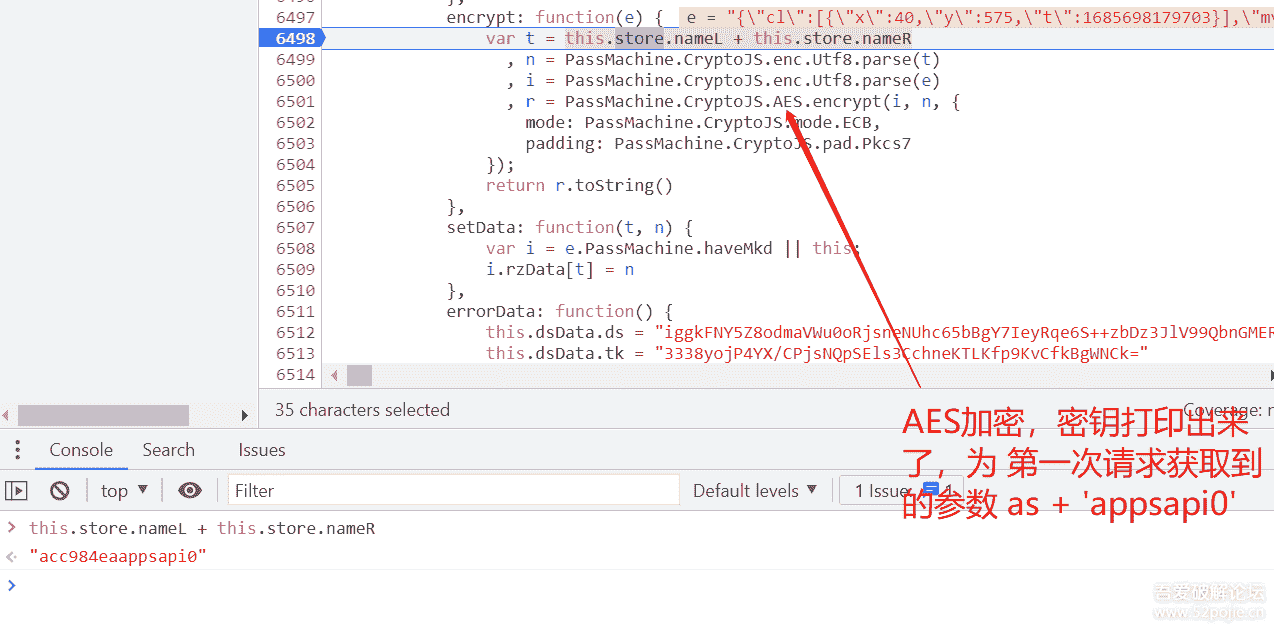 6497 encrypt: function(e) { e = "{\"cl\":[{\"x\":40,\"y\":575,\"t\":1685698179703}],\"mv
6498 var t = this.store.nameL + this.store.nameR
6499 , n = PassMachine.CryptoJS.enc.Utf8.parse(t)
6500 , i = PassMachine.CryptoJS.enc.Utf8.parse(e)
6501 , r = PassMachine.CryptoJS.AES.encrypt(i, n, {
6502 mode: PassMachine.CryptoJS.mode.ECB,
6503 padding: PassMachine.CryptoJS.pad.Pkcs7
6504 });
6505 return r.toString()
6506 },
6507 setData: function(t, n) {
6508 var i = e.PassMachine.haveMkd || this;
6509 i.rzData[t] = n
6510 },
6511 errorData: function() {
6512 this.dsData.ds = "iggkFNY5Z8odmaVWu0oRjsneNUhc65bBgY7IeyRqe6S++zbDz3JlV99QbnGMER
6513 this.dsData.tk = "3338yojP4YX/CPjsNQpSEls3CchneKTLKfp9KvCfkBgWNCk="
6514
35 characters selected
Coverage: n
AES加密，密钥打印出来
了，为 第一次请求获取到
的参数 as + 'appsapi0'
Console Search Issues
top Filter Default levels 1 Issue: 1
this.store.nameL + this.store.nameR
"acc984eaappsapi0"
吾爱破解论坛
www.52pojie.cn